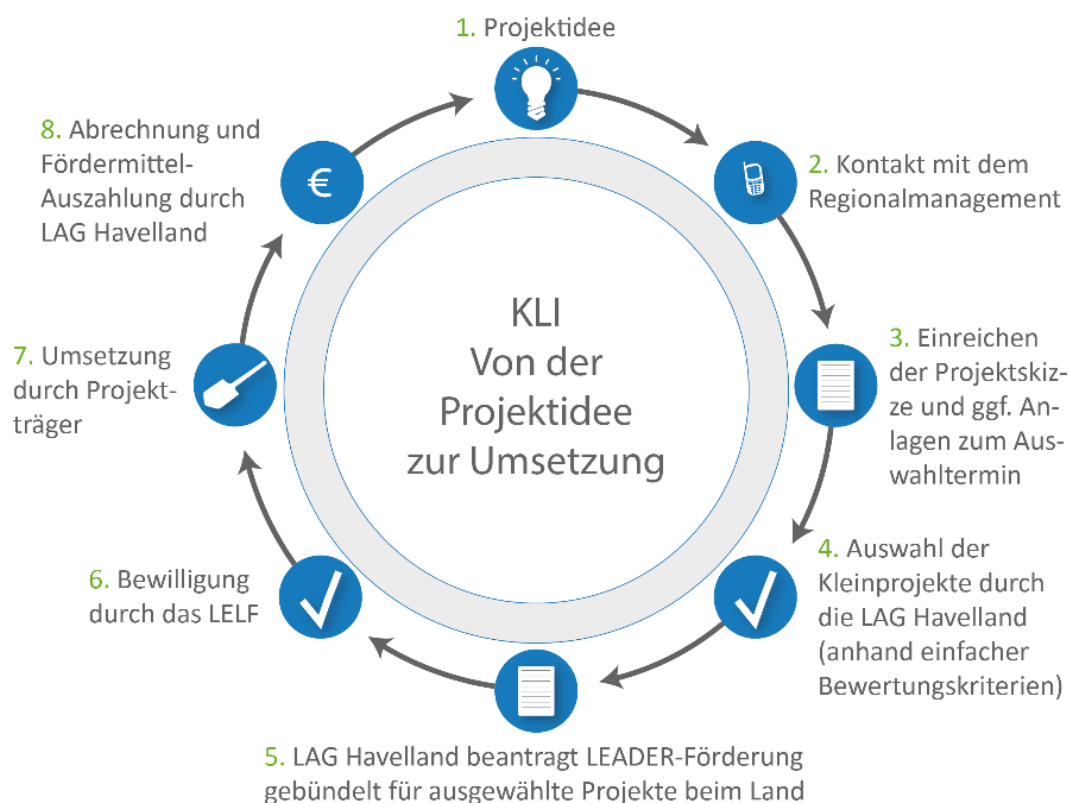 1. Projektidee
2. Kontakt mit dem
Regionalmanagement
3. Einreichen
der Projektskiz-
ze und ggf. An-
lagen zum Aus-
wahltermin
4. Auswahl der
Kleinprojekte durch
die LAG Havelland
(anhand einfacher
Bewertungskriterien)
5. LAG Havelland beantragt LEADER-Förderung
gebündelt für ausgewählte Projekte beim Land
6. Bewilligung
durch das LELF
7. Umsetzung
durch Projekt-
träger
8. Abrechnung und
Fördermittel-
Auszahlung durch
LAG Havelland
€
KLI
Von der
Projektidee
zur Umsetzung